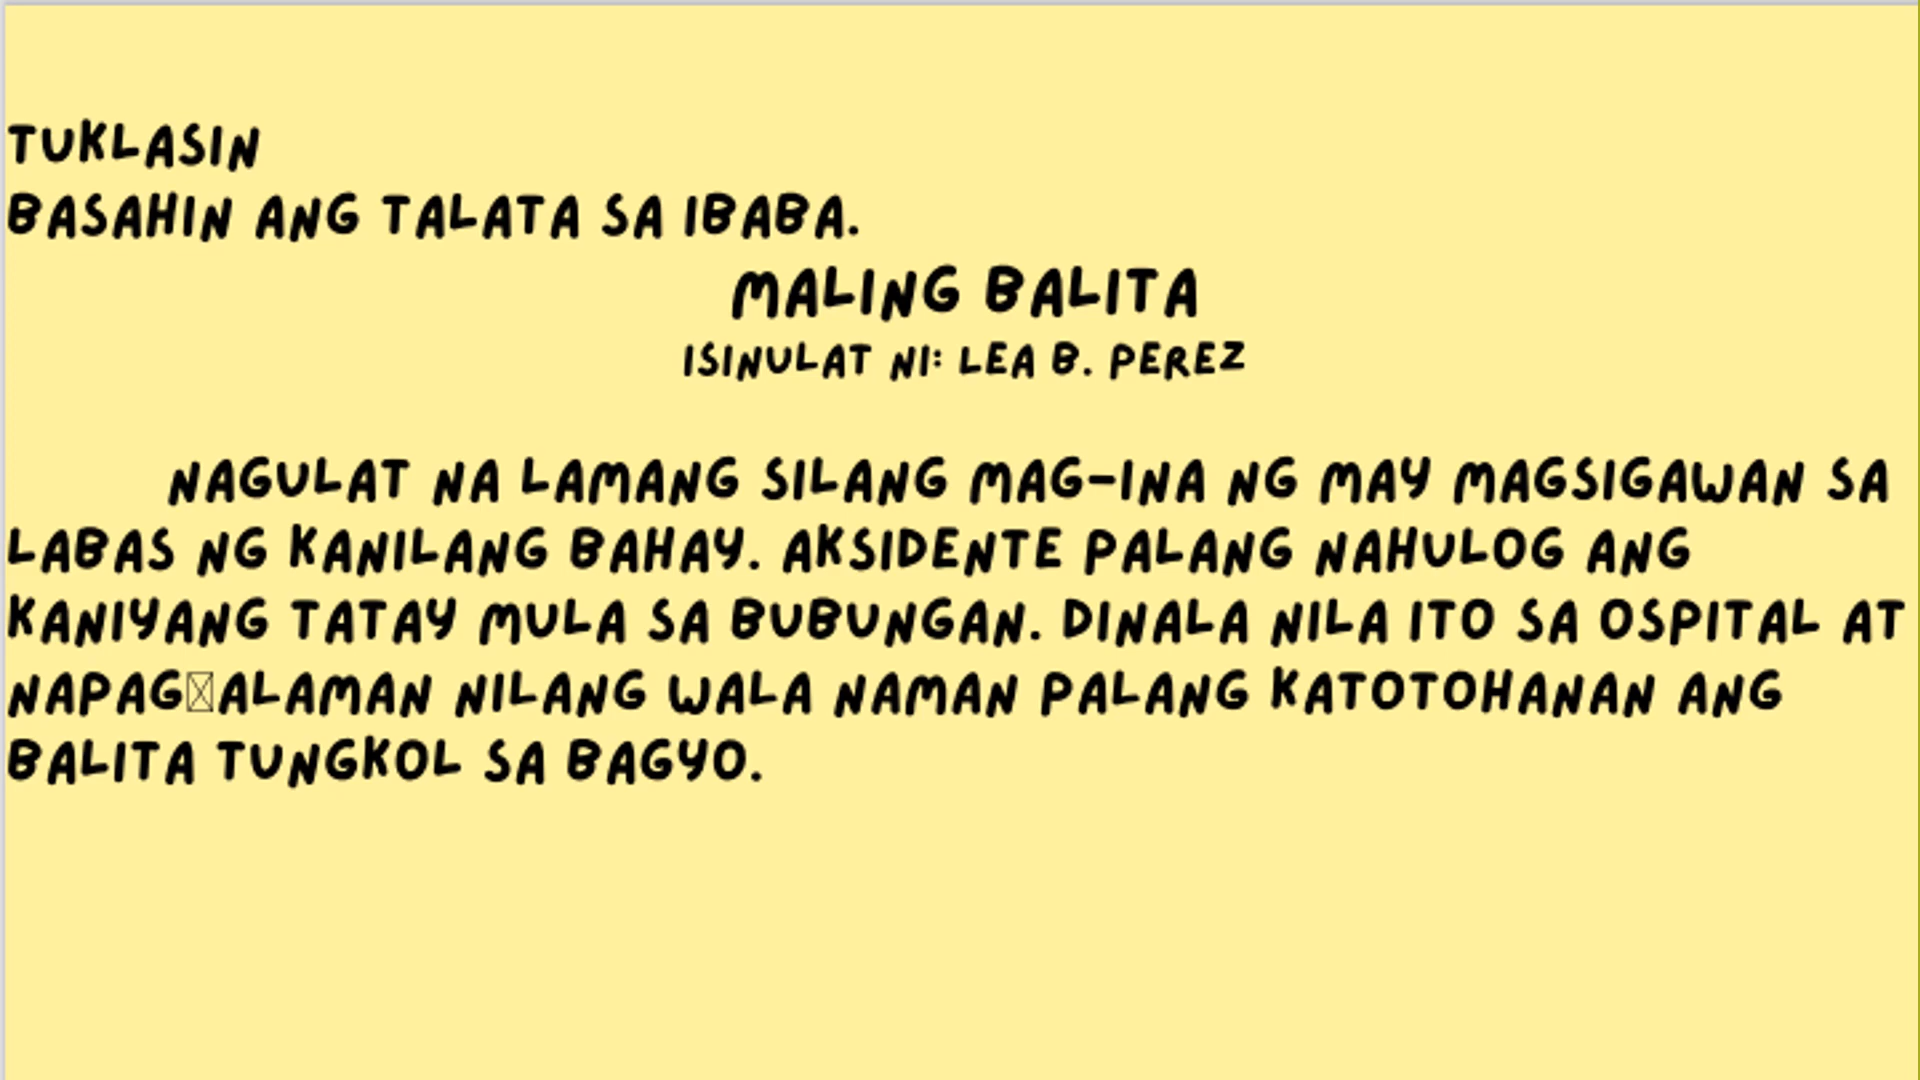 TUKLASIN
BASAHIN ANG TALATA SA IBABA.
MALING BALITA
ISINULAT NI: LEA B. PEREZ
NAGULAT NA LAMANG SILANG MAG-INA NG MAY MAGSIGAWAN SA
LABAS NG KANILANG BAHAY. AKSIDENTE PALANG NAHULOG ANG
KANIYANG TATAY MULA SA BUBUNGAN. DINALA NILA ITO SA OSPITAL AT
NAPAG☒ALAMAN NILANG WALA NAMAN PALANG KATOTOHANAN ANG
BALITA TUNGKOL SA BAGYO.